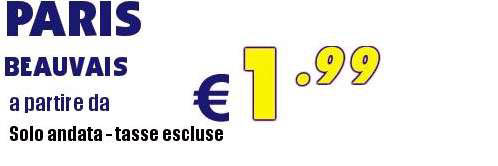 PARIS
BEAUVAIS
a partire da
€ 1.99
Solo andata - tasse escluse